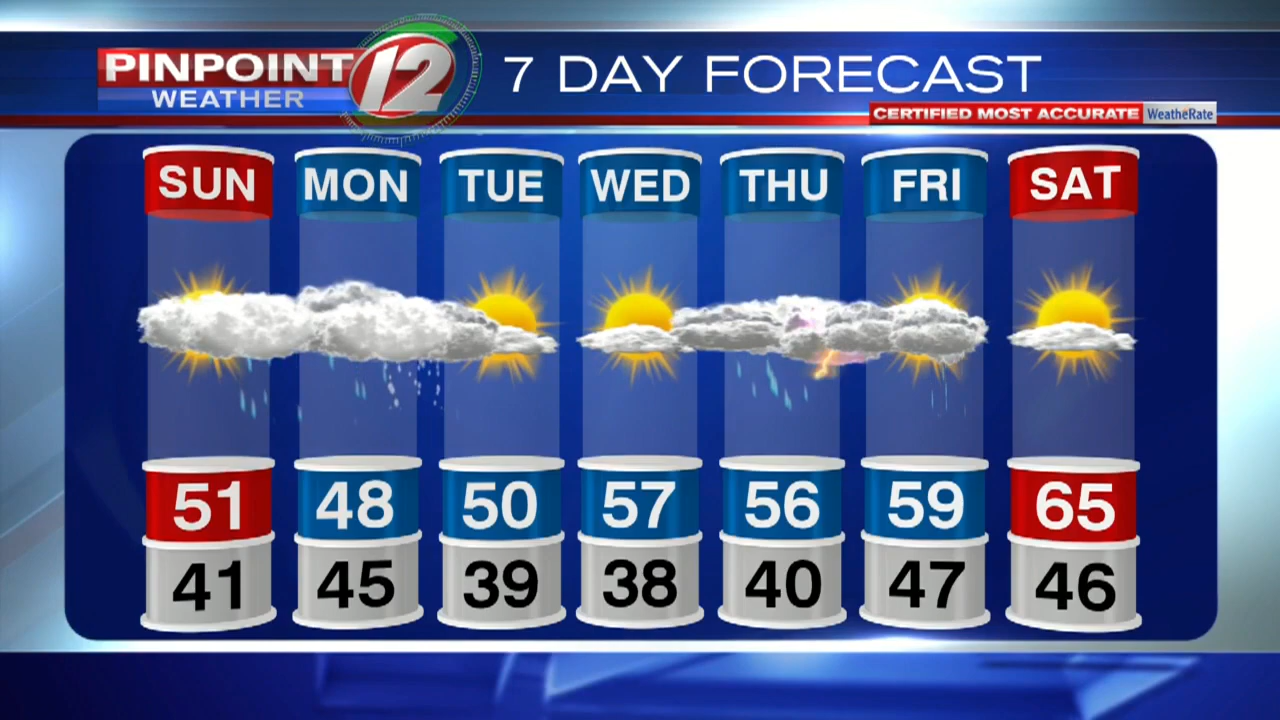 PINPOINT 12
WEATHER
7 DAY FORECAST
CERTIFIED MOST ACCURATE WeatheRate
SUN MON TUE WED THU FRI SAT
51 48 50 57 56 59 65
41 45 39 38 40 47 46